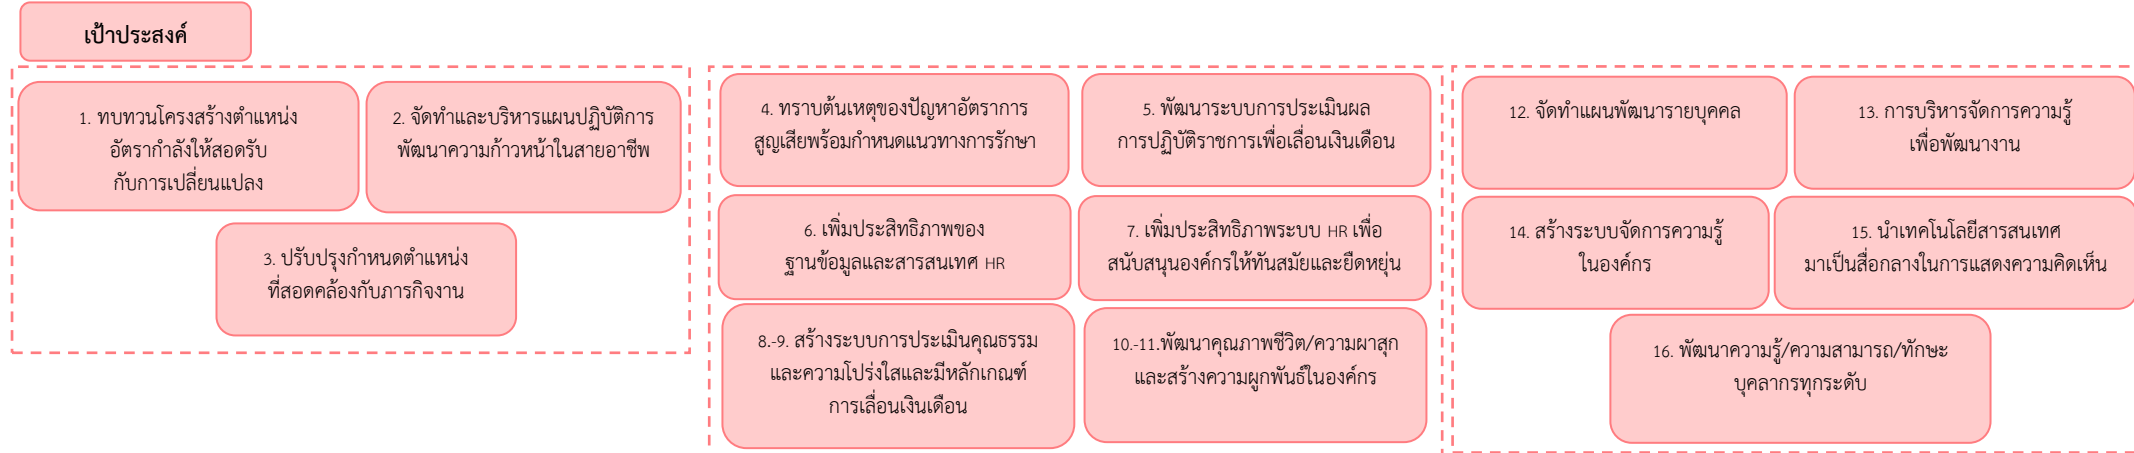 เป้าประสงค์
1. ทบทวนโครงสร้างตำแหน่ง
อัตรากำลังให้สอดรับ
กับการเปลี่ยนแปลง
2. จัดทำและบริหารแผนปฏิบัติการ
พัฒนาความก้าวหน้าในสายอาชีพ
3. ปรับปรุงกำหนดตำแหน่ง
ที่สอดคล้องกับภารกิจงาน
4. ทราบต้นเหตุของปัญหาอัตราการ
สูญเสียพร้อมกำหนดแนวทางการรักษา
5. พัฒนาระบบการประเมินผล
การปฏิบัติราชการเพื่อเลื่อนเงินเดือน
6. เพิ่มประสิทธิภาพของ
ฐานข้อมูลและสารสนเทศ HR
7. เพิ่มประสิทธิภาพระบบ HR เพื่อ
สนับสนุนองค์กรให้ทันสมัยและยืดหยุ่น
8.-9. สร้างระบบการประเมินคุณธรรม
และความโปร่งใสและมีหลักเกณฑ์
การเลื่อนเงินเดือน
10.-11.พัฒนาคุณภาพชีวิต/ความผาสุก
และสร้างความผูกพันธ์ในองค์กร
12. จัดทำแผนพัฒนารายบุคคล
13. การบริหารจัดการความรู้
เพื่อพัฒนางาน
14. สร้างระบบจัดการความรู้
ในองค์กร
15. นำเทคโนโลยีสารสนเทศ
มาเป็นสื่อกลางในการแสดงความคิดเห็น
16. พัฒนาความรู้/ความสามารถ/ทักษะ
บุคลากรทุกระดับ